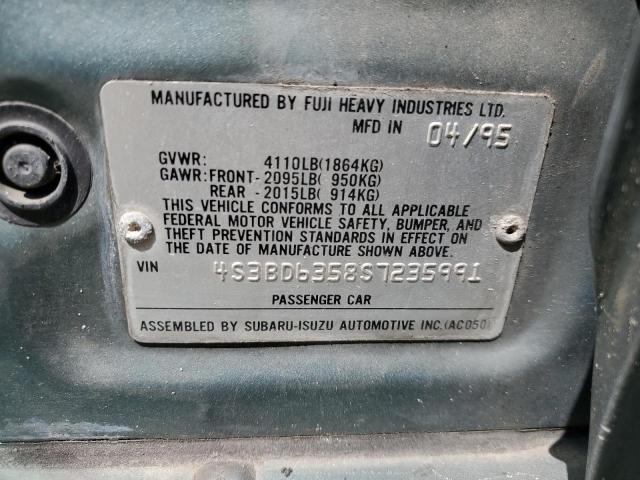 MANUFACTURED BY FUJI HEAVY INDUSTRIES LTD.
MFD IN 04/95
GVWR: 4110LB(1864KG)
GAWR: FRONT-2095LB( 950KG)
REAR -2015LB( 914KG)
THIS VEHICLE CONFORMS TO ALL APPLICABLE
FEDERAL MOTOR VEHICLE SAFETY, BUMPER, AND
THEFT PREVENTION STANDARDS IN EFFECT ON
THE DATE OF MANUFACTURE SHOWN ABOVE.
VIN 4S3BD6358S7235991
PASSENGER CAR
ASSEMBLED BY SUBARU-ISUZU AUTOMOTIVE INC.(AC050)